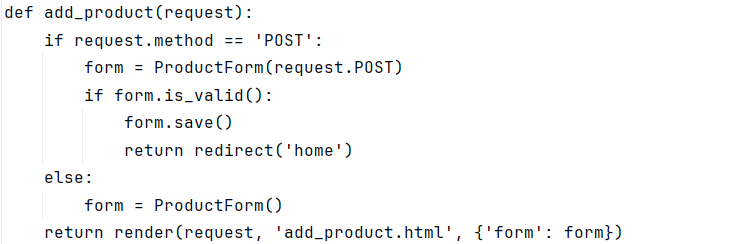 def add_product(request):
    if request.method == 'POST':
        form = ProductForm(request.POST)
        if form.is_valid():
            form.save()
            return redirect('home')
    else:
        form = ProductForm()
    return render(request, 'add_product.html', {'form': form})